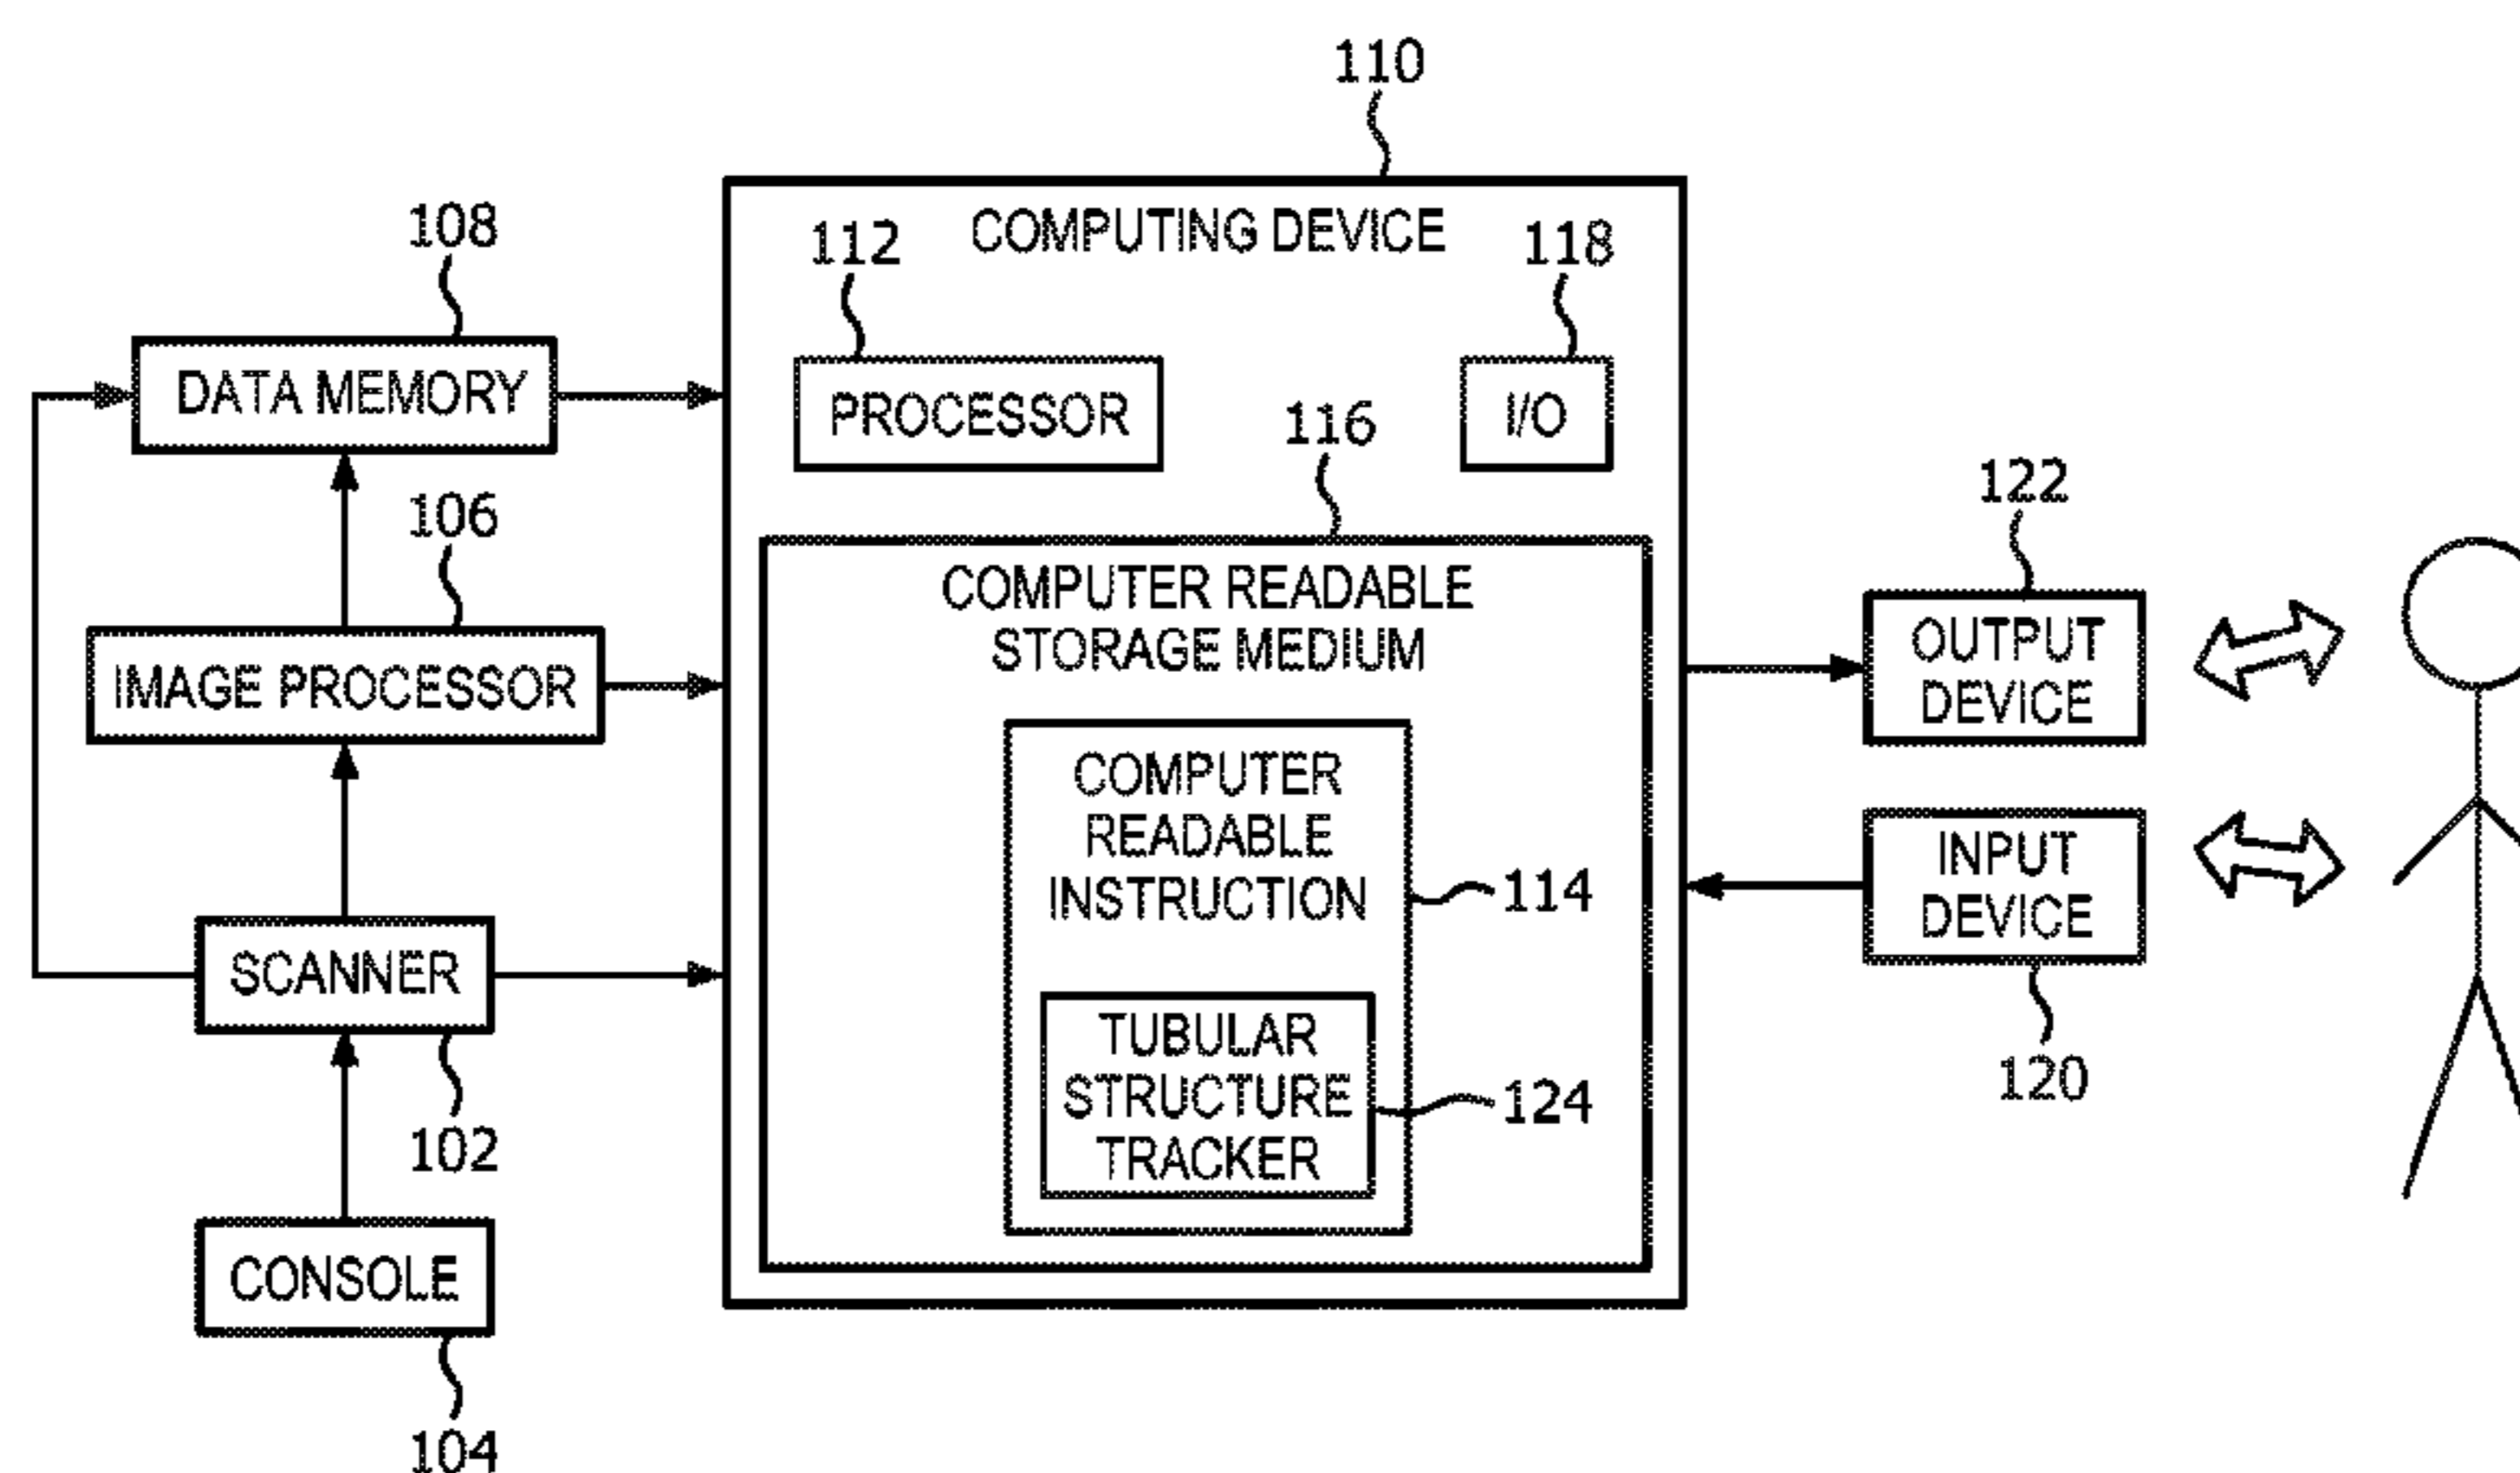 110
108
COMPUTING DEVICE
112
118
DATA MEMORY
PROCESSOR
I/O
116
106
122
COMPUTER READABLE
STORAGE MEDIUM
IMAGE PROCESSOR
OUTPUT
DEVICE
COMPUTER
READABLE
INSTRUCTION
114
INPUT
DEVICE
SCANNER
TUBULAR
STRUCTURE
TRACKER
124
120
102
CONSOLE
104